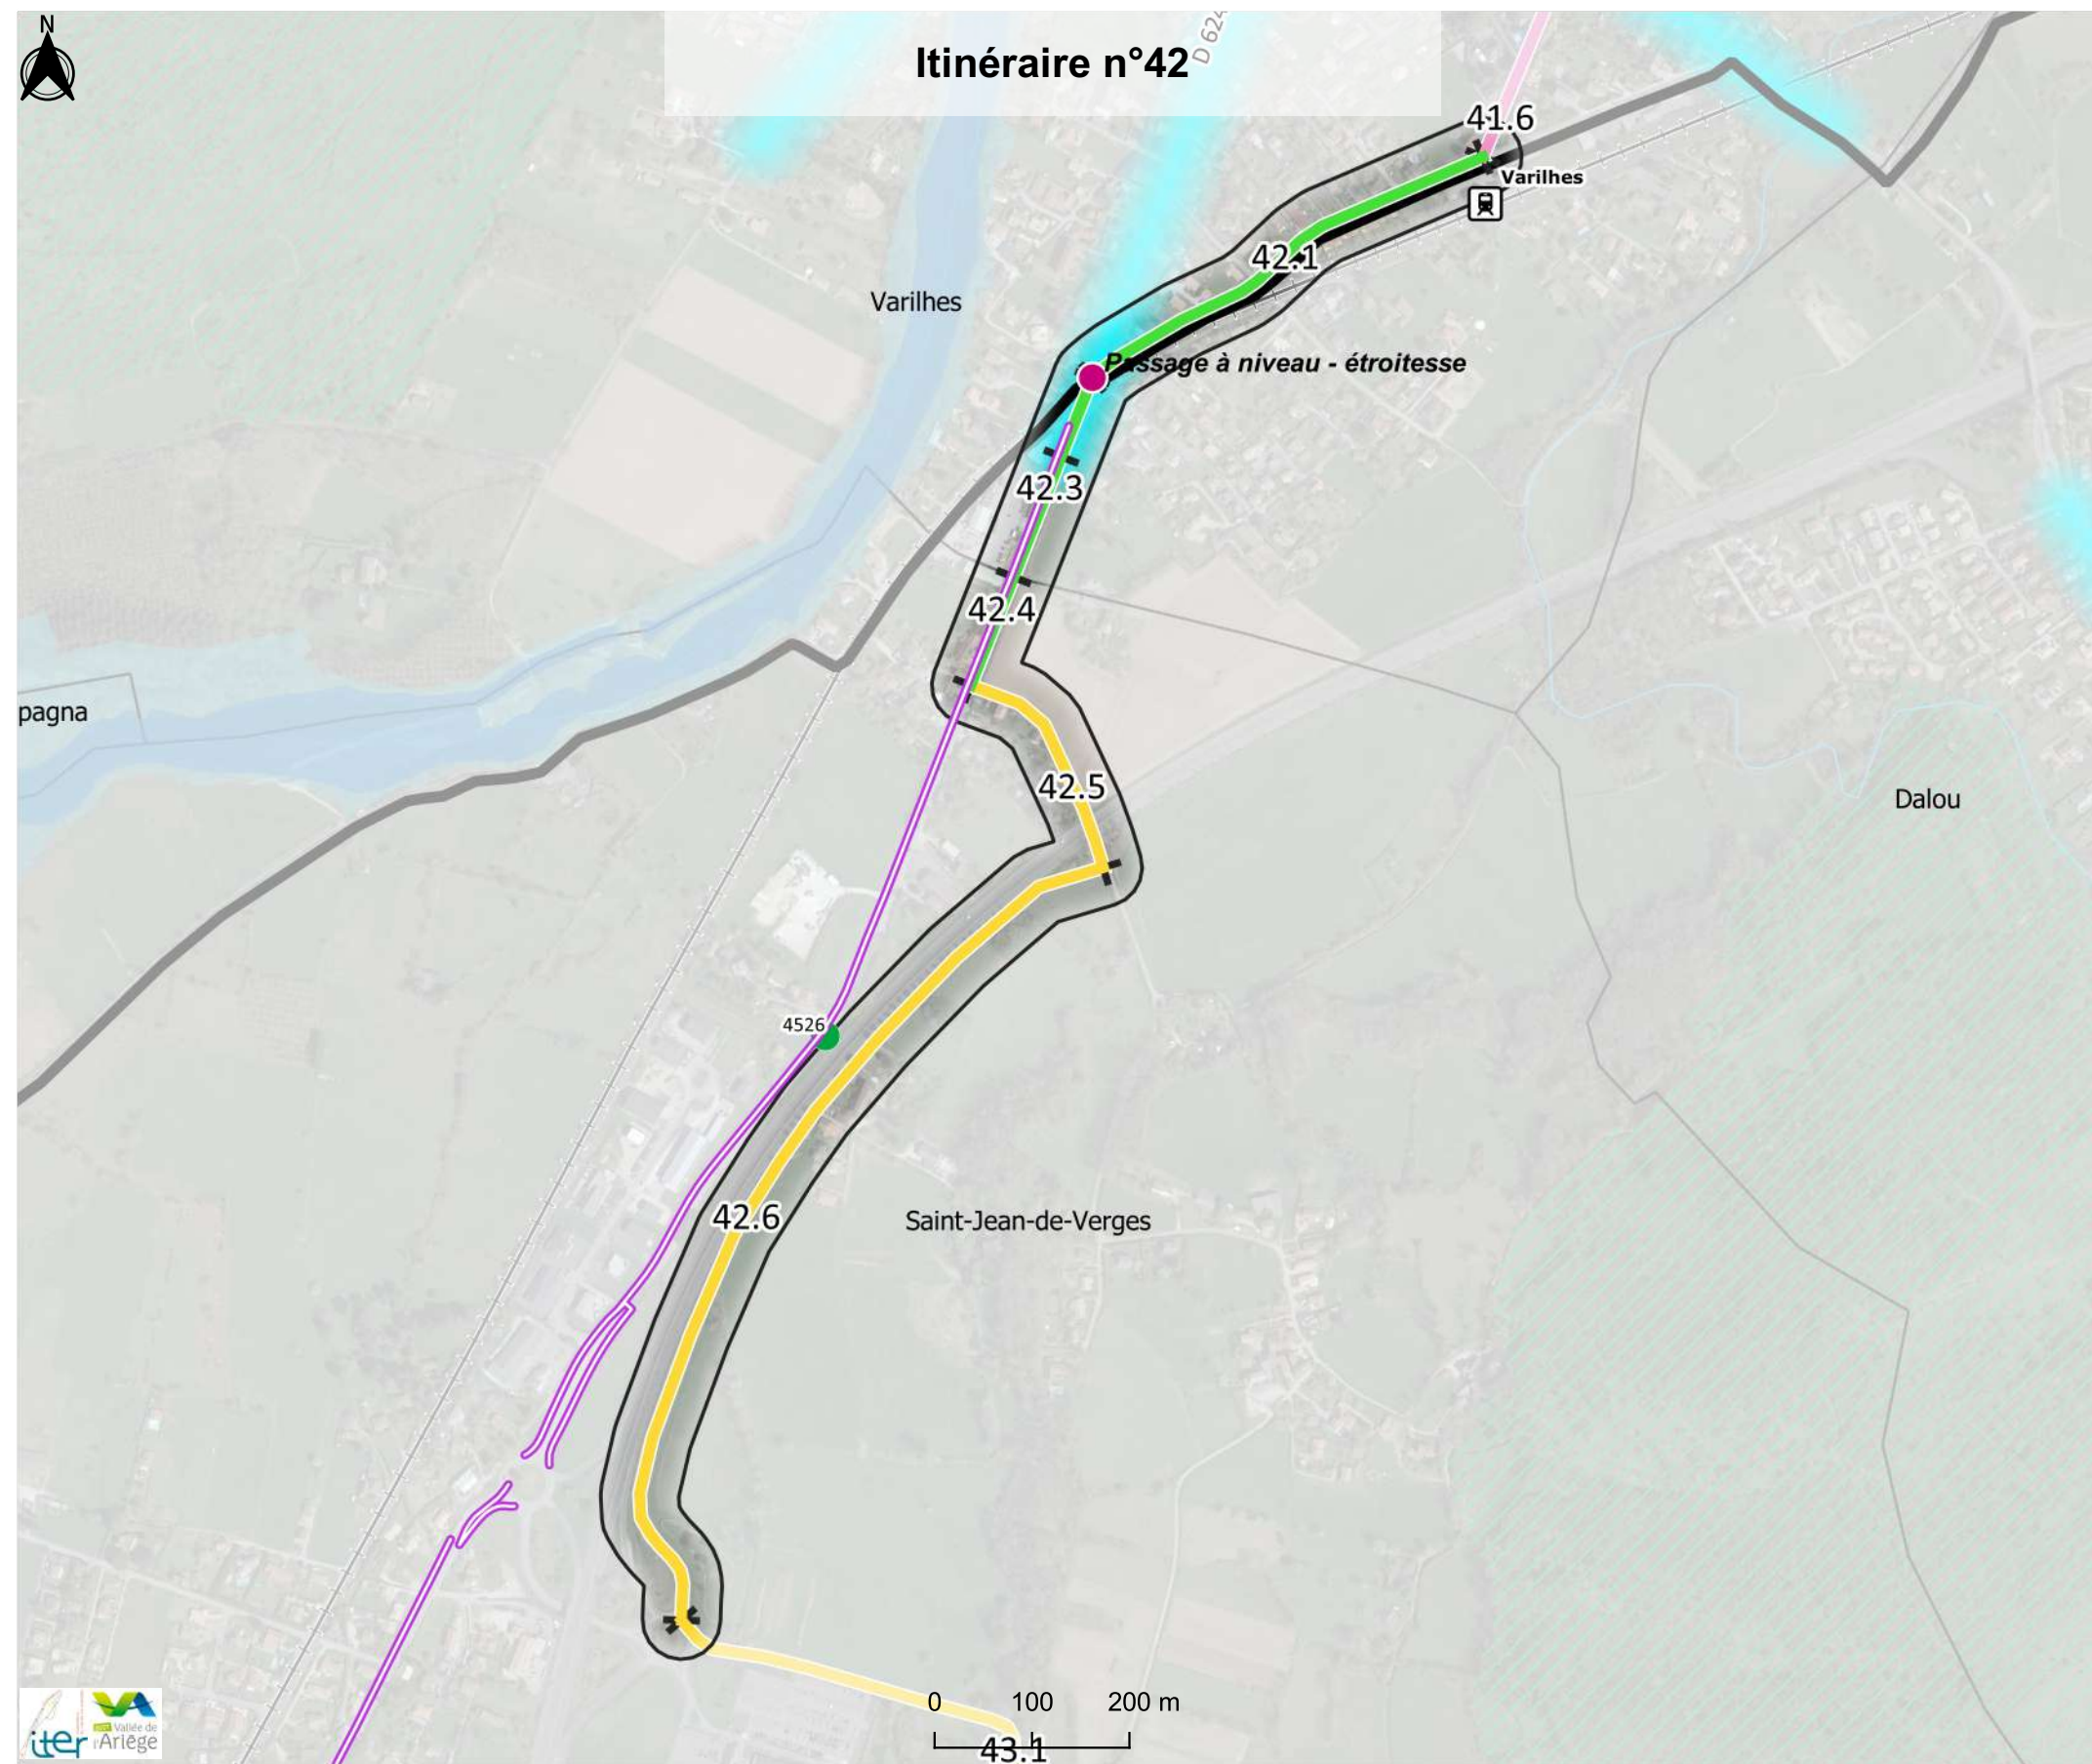 N
Itinéraire n°42
D 624
41.6
Varilhes
42.1
Varilhes
Passage à niveau - étroitesse
42.3
42.4
pagna
42.5
Dalou
4526
42.6
Saint-Jean-de-Verges
0 100 200 m
43.1
iter
Vallée de
l'Ariège